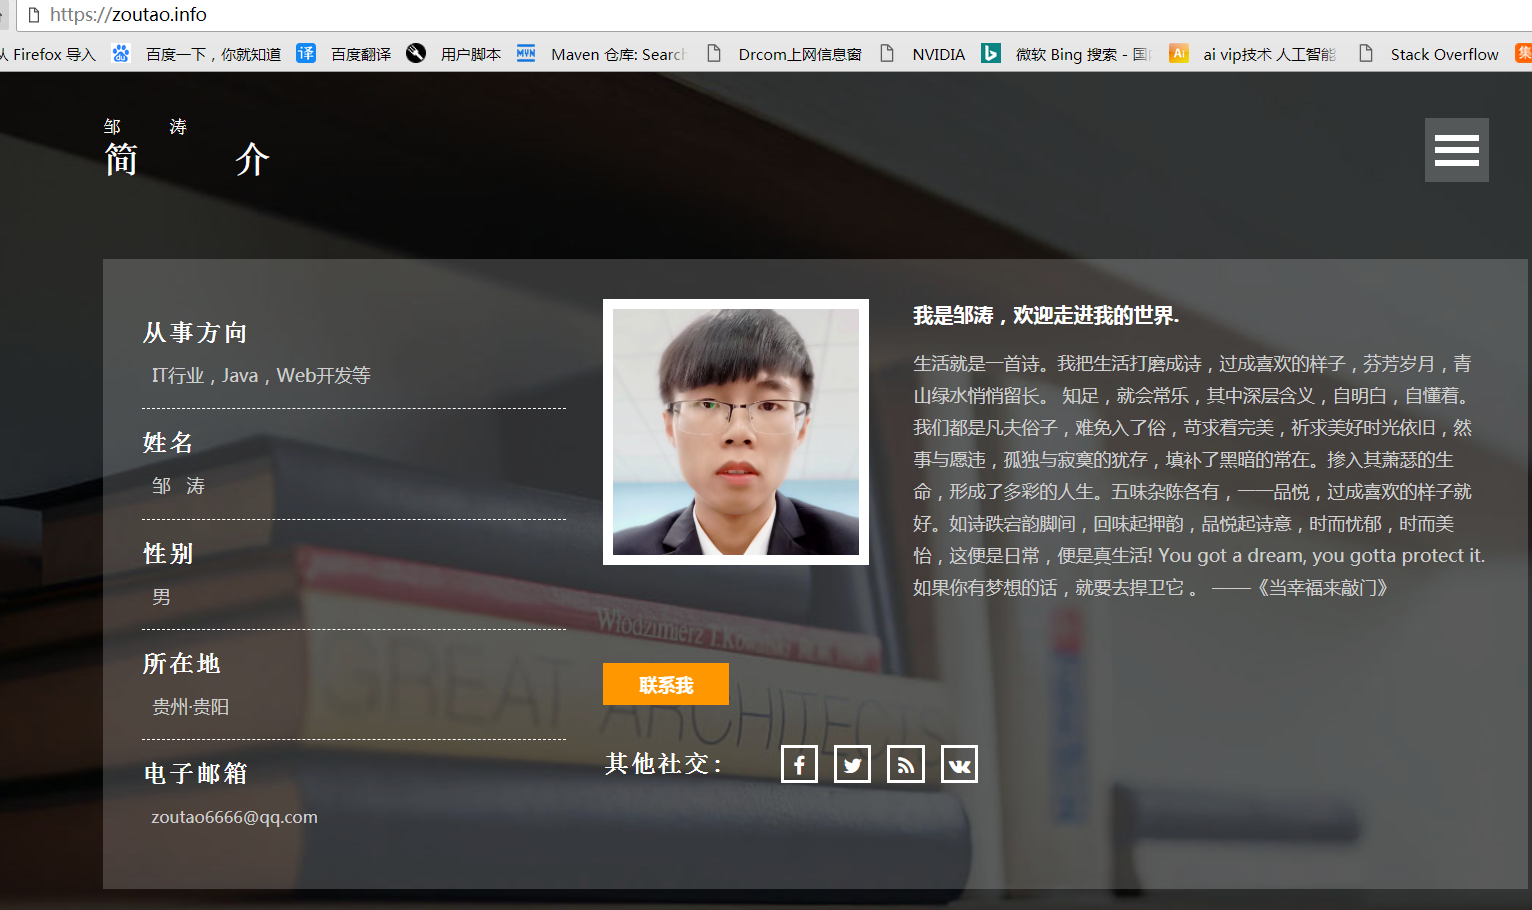 https://zoutao.info
从 Firefox 导入
百度一下，你就知道
译 百度翻译
用户脚本
MVN Maven 仓库: Search
Drcom上网信息窗
NVIDIA
微软 Bing 搜索 - 国
Ai ai vip技术 人工智能
Stack Overflow
集
邹 涛
简 介
从事方向
IT行业，Java，Web开发等
姓名
邹 涛
性别
男
所在地
贵州·贵阳
电子邮箱
zoutao6666@qq.com
我是邹涛，欢迎走进我的世界.
生活就是一首诗。我把生活打磨成诗，过成喜欢的样子，芬芳岁月，青
山绿水悄悄留长。 知足，就会常乐，其中深层含义，自明白，自懂着。
我们都是凡夫俗子，难免入了俗，苛求着完美，祈求美好时光依旧，然
事与愿违，孤独与寂寞的犹存，填补了黑暗的常在。掺入其萧瑟的生
命，形成了多彩的人生。五味杂陈各有，一一品悦，过成喜欢的样子就
好。如诗跌宕韵脚间，回味起押韵，品悦起诗意，时而忧郁，时而美
怡，这便是日常，便是真生活! You got a dream, you gotta protect it.
如果你有梦想的话，就要去捍卫它 。 ——《当幸福来敲门》
联系我
其他社交：
Włodzimierz T.
GREAT ARCHITECTS